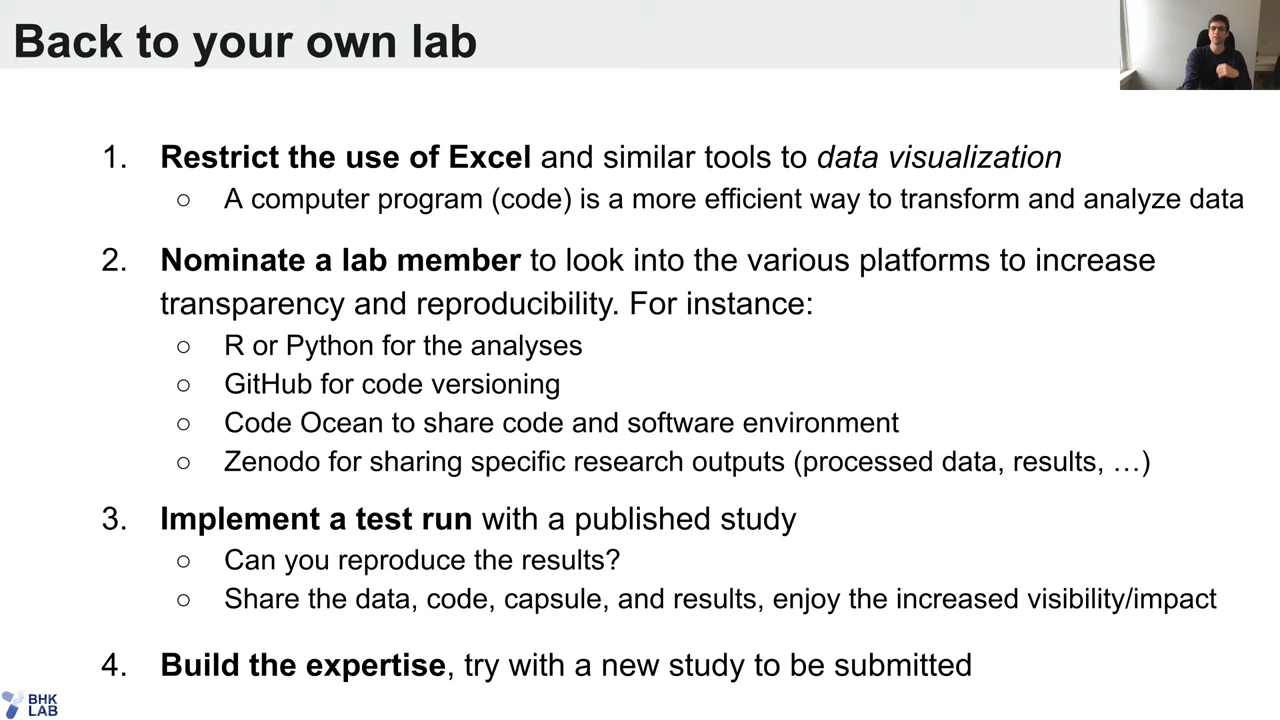 Back to your own lab
1. Restrict the use of Excel and similar tools to data visualization
○ A computer program (code) is a more efficient way to transform and analyze data
2. Nominate a lab member to look into the various platforms to increase
transparency and reproducibility. For instance:
○ R or Python for the analyses
○ GitHub for code versioning
○ Code Ocean to share code and software environment
○ Zenodo for sharing specific research outputs (processed data, results, …)
3. Implement a test run with a published study
○ Can you reproduce the results?
○ Share the data, code, capsule, and results, enjoy the increased visibility/impact
4. Build the expertise, try with a new study to be submitted
BHK
LAB